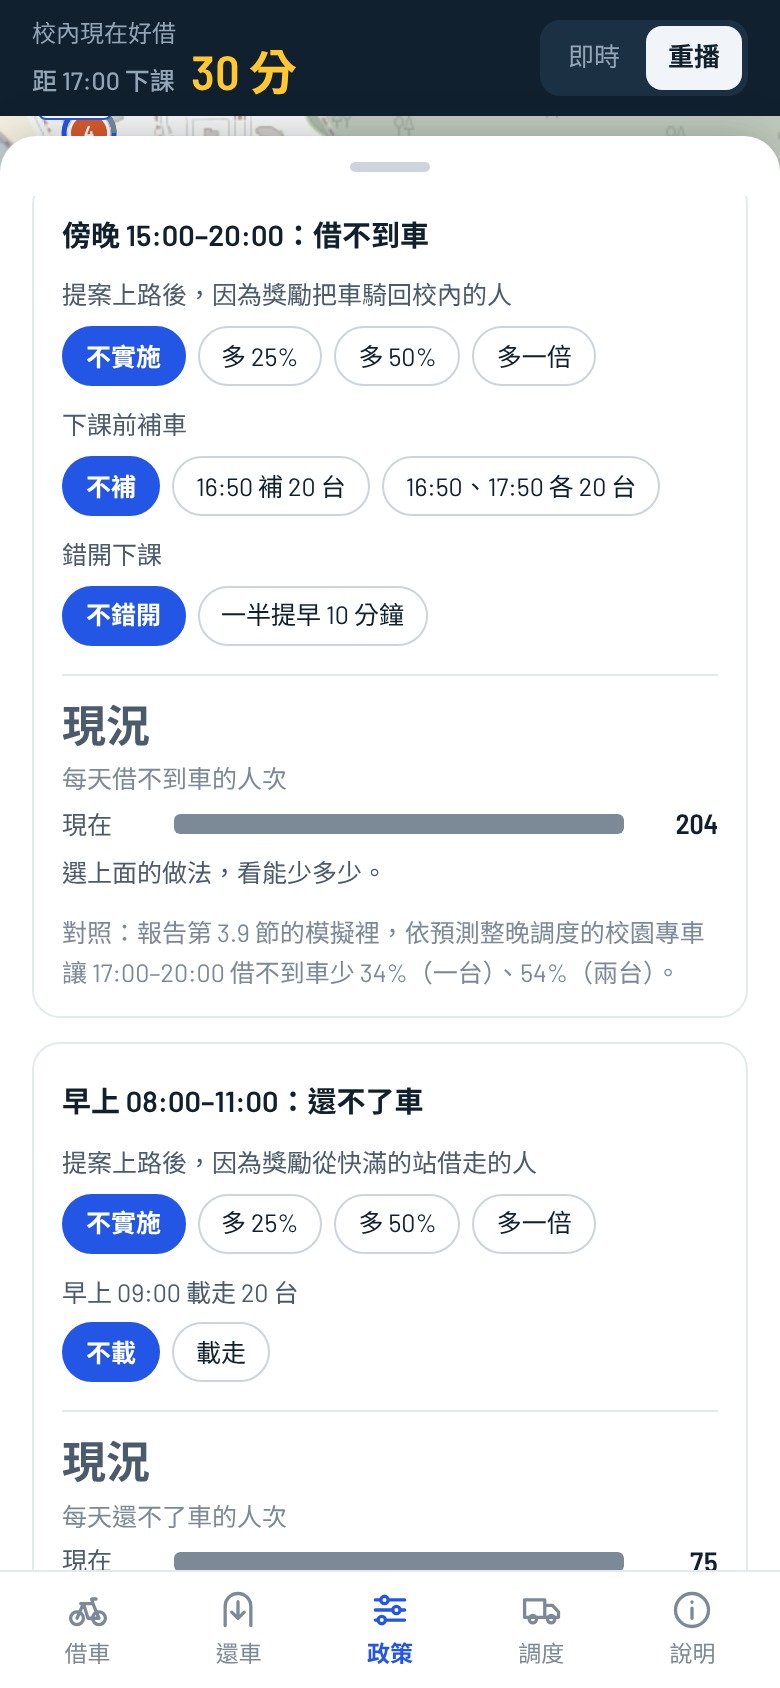 校內現在好借
距 17:00 下課 30 分
即時 重播
4
傍晚 15:00–20:00：借不到車
提案上路後，因為獎勵把車騎回校內的人
不實施 多 25% 多 50% 多一倍
下課前補車
不補 16:50 補 20 台 16:50、17:50 各 20 台
錯開下課
不錯開 一半提早 10 分鐘
現況
每天借不到車的人次
現在 204
選上面的做法，看能少多少。
對照：報告第 3.9 節的模擬裡，依預測整晚調度的校園專車
讓 17:00–20:00 借不到車少 34%（一台）、54%（兩台）。
早上 08:00–11:00：還不了車
提案上路後，因為獎勵從快滿的站借走的人
不實施 多 25% 多 50% 多一倍
早上 09:00 載走 20 台
不載 載走
現況
每天還不了車的人次
現在 75
借車 還車 政策 調度 說明